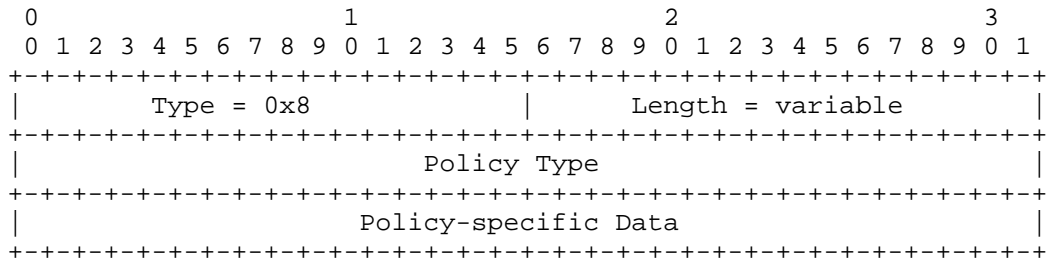 0                   1                   2                   3
 0 1 2 3 4 5 6 7 8 9 0 1 2 3 4 5 6 7 8 9 0 1 2 3 4 5 6 7 8 9 0 1
+-+-+-+-+-+-+-+-+-+-+-+-+-+-+-+-+-+-+-+-+-+-+-+-+-+-+-+-+-+-+-+-+
|        Type = 0x8             |      Length = variable        |
+-+-+-+-+-+-+-+-+-+-+-+-+-+-+-+-+-+-+-+-+-+-+-+-+-+-+-+-+-+-+-+-+
|                         Policy Type                           |
+-+-+-+-+-+-+-+-+-+-+-+-+-+-+-+-+-+-+-+-+-+-+-+-+-+-+-+-+-+-+-+-+
|                     Policy-specific Data                      |
+-+-+-+-+-+-+-+-+-+-+-+-+-+-+-+-+-+-+-+-+-+-+-+-+-+-+-+-+-+-+-+-+